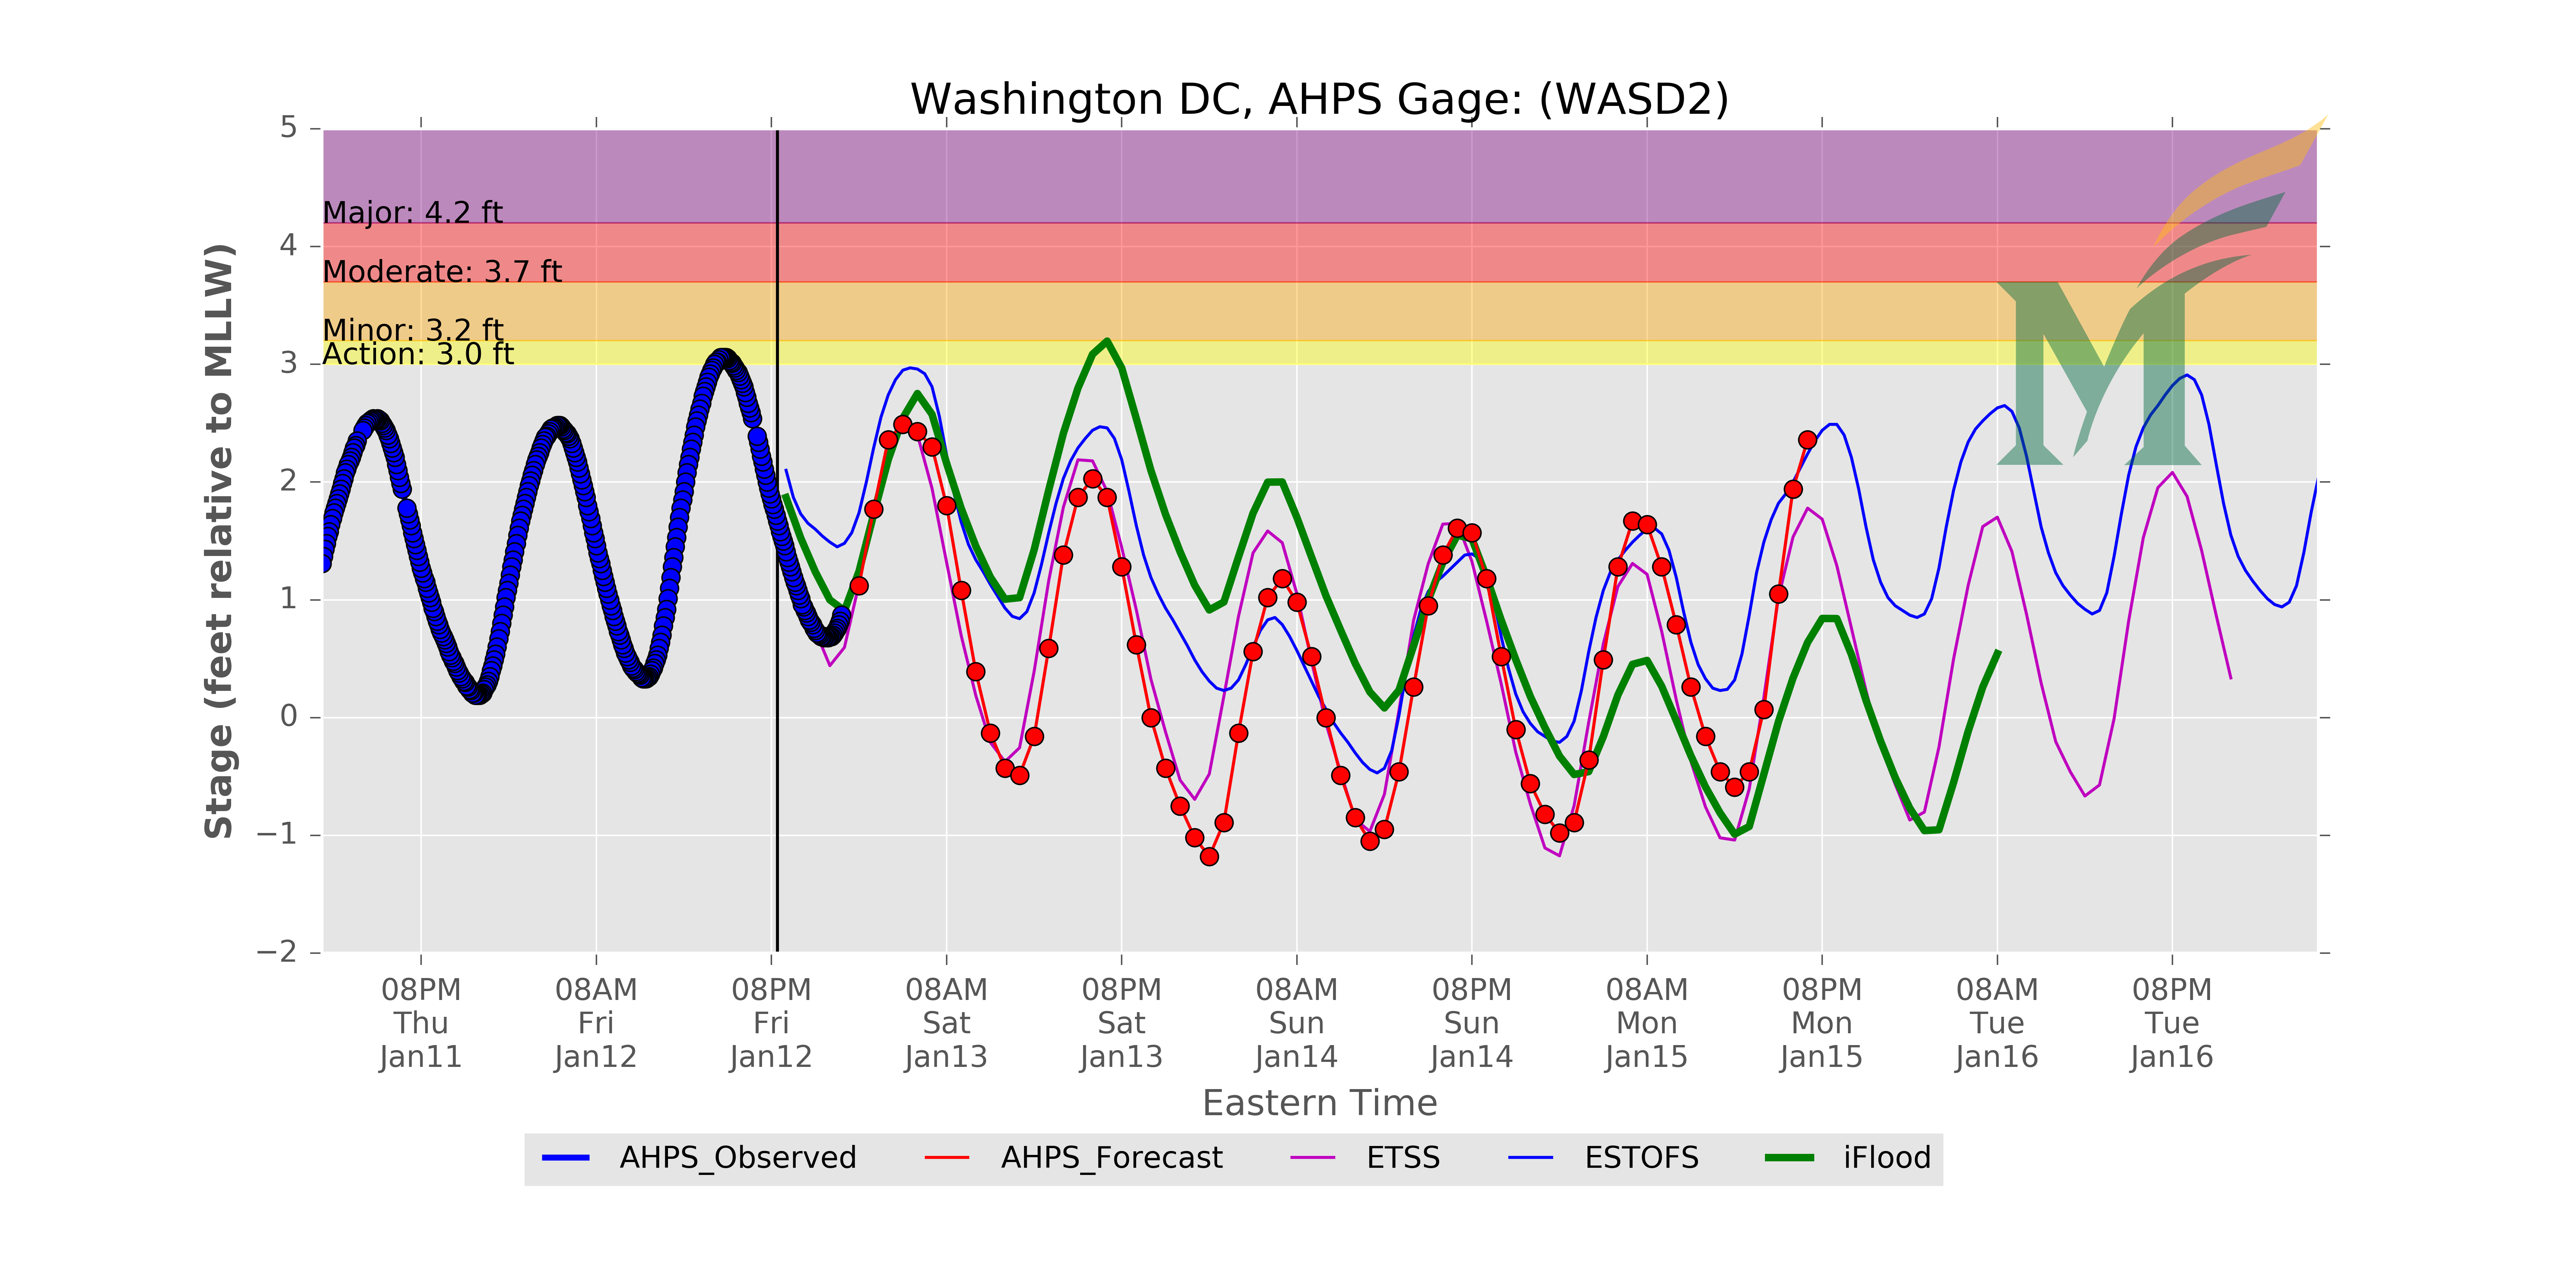 Washington DC, AHPS Gage: (WASD2)
5
4
3
2
1
0
−1
−2
Stage (feet relative to MLLW)
Major: 4.2 ft
Moderate: 3.7 ft
Minor: 3.2 ft
Action: 3.0 ft
M
08PM 08AM 08PM 08AM 08PM 08AM 08PM 08AM 08PM 08AM 08PM
Thu Fri Fri Sat Sat Sun Sun Mon Mon Tue Tue
Jan11 Jan12 Jan12 Jan13 Jan13 Jan14 Jan14 Jan15 Jan15 Jan16 Jan16
Eastern Time
AHPS_Observed AHPS_Forecast ETSS ESTOFS iFlood